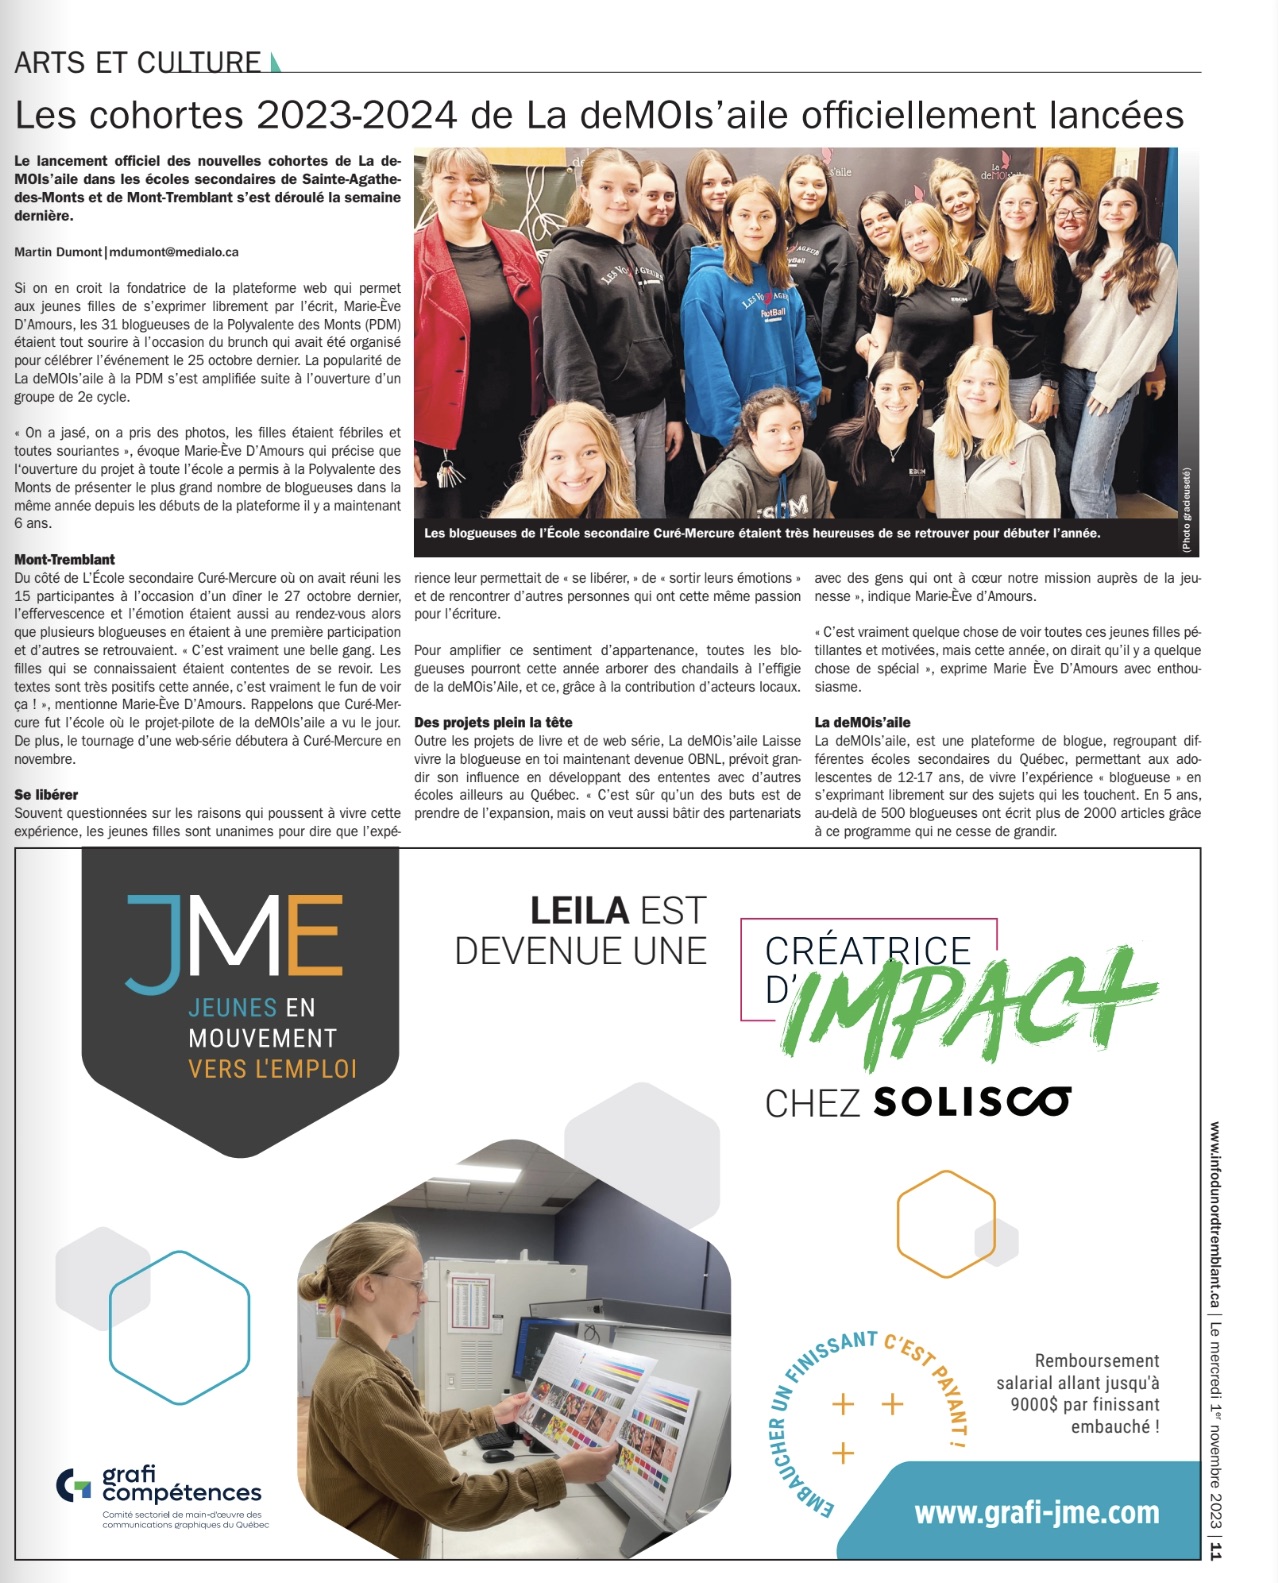 ARTS ET CULTURE
Les cohortes 2023-2024 de La deMOIs’aile officiellement lancées
Le lancement officiel des nouvelles cohortes de La de-
MOIs’aile dans les écoles secondaires de Sainte-Agathe-
des-Monts et de Mont-Tremblant s’est déroulé la semaine
dernière.
Martin Dumont|mdumont@medialo.ca
Si on en croit la fondatrice de la plateforme web qui permet
aux jeunes filles de s’exprimer librement par l’écrit, Marie-Ève
D’Amours, les 31 blogueuses de la Polyvalente des Monts (PDM)
étaient tout sourire à l’occasion du brunch qui avait été organisé
pour célébrer l’événement le 25 octobre dernier. La popularité de
La deMOIs’aile à la PDM s’est amplifiée suite à l’ouverture d’un
groupe de 2e cycle.
« On a jasé, on a pris des photos, les filles étaient fébriles et
toutes souriantes », évoque Marie-Ève D’Amours qui précise que
l‘ouverture du projet à toute l’école a permis à la Polyvalente des
Monts de présenter le plus grand nombre de blogueuses dans la
même année depuis les débuts de la plateforme il y a maintenant
6 ans.
Mont-Tremblant
Du côté de L’École secondaire Curé-Mercure où on avait réuni les
15 participantes à l’occasion d’un dîner le 27 octobre dernier,
l’effervescence et l’émotion étaient aussi au rendez-vous alors
que plusieurs blogueuses en étaient à une première participation
et d’autres se retrouvaient. « C’est vraiment une belle gang. Les
filles qui se connaissaient étaient contentes de se revoir. Les
textes sont très positifs cette année, c’est vraiment le fun de voir
ça ! », mentionne Marie-Ève D’Amours. Rappelons que Curé-Mer-
cure fut l’école où le projet-pilote de la deMOIs’aile a vu le jour.
De plus, le tournage d’une web-série débutera à Curé-Mercure en
novembre.
Se libérer
Souvent questionnées sur les raisons qui poussent à vivre cette
expérience, les jeunes filles sont unanimes pour dire que l’expé-
LES VOYAGEURS
LES VOYAGEURS
FootBall
ESCM
Les blogueuses de l’École secondaire Curé-Mercure étaient très heureuses de se retrouver pour débuter l’année.
(Photo gracieuseté)
rience leur permettait de « se libérer, » de « sortir leurs émotions »
et de rencontrer d’autres personnes qui ont cette même passion
pour l’écriture.
Pour amplifier ce sentiment d’appartenance, toutes les blo-
gueuses pourront cette année arborer des chandails à l’effigie
de la deMOis’Aile, et ce, grâce à la contribution d’acteurs locaux.
Des projets plein la tête
Outre les projets de livre et de web série, La deMOis’aile Laisse
vivre la blogueuse en toi maintenant devenue OBNL, prévoit gran-
dir son influence en développant des ententes avec d’autres
écoles ailleurs au Québec. « C’est sûr qu’un des buts est de
prendre de l’expansion, mais on veut aussi bâtir des partenariats
avec des gens qui ont à cœur notre mission auprès de la jeu-
nesse », indique Marie-Ève d’Amours.
« C’est vraiment quelque chose de voir toutes ces jeunes filles pé-
tillantes et motivées, mais cette année, on dirait qu’il y a quelque
chose de spécial », exprime Marie Ève D’Amours avec enthou-
siasme.
La deMOis’aile
La deMOIs’aile, est une plateforme de blogue, regroupant dif-
férentes écoles secondaires du Québec, permettant aux ado-
lescentes de 12-17 ans, de vivre l’expérience « blogueuse » en
s’exprimant librement sur des sujets qui les touchent. En 5 ans,
au-delà de 500 blogueuses ont écrit plus de 2000 articles grâce
à ce programme qui ne cesse de grandir.
JME
JEUNES EN
MOUVEMENT
VERS L'EMPLOI
LEILA EST
DEVENUE UNE
CRÉATRICE
D'IMPACT
CHEZ SOLISCO
EMBAUCHER UN FINISSANT C'EST PAYANT !
Remboursement
salarial allant jusqu'à
9000$ par finissant
embauché !
www.grafi-jme.com
grafi
compétences
Comité sectoriel de main-d'œuvre des
communications graphiques du Québec
www.infodunordtremblant.ca | Le mercredi 1er novembre 2023 | 11